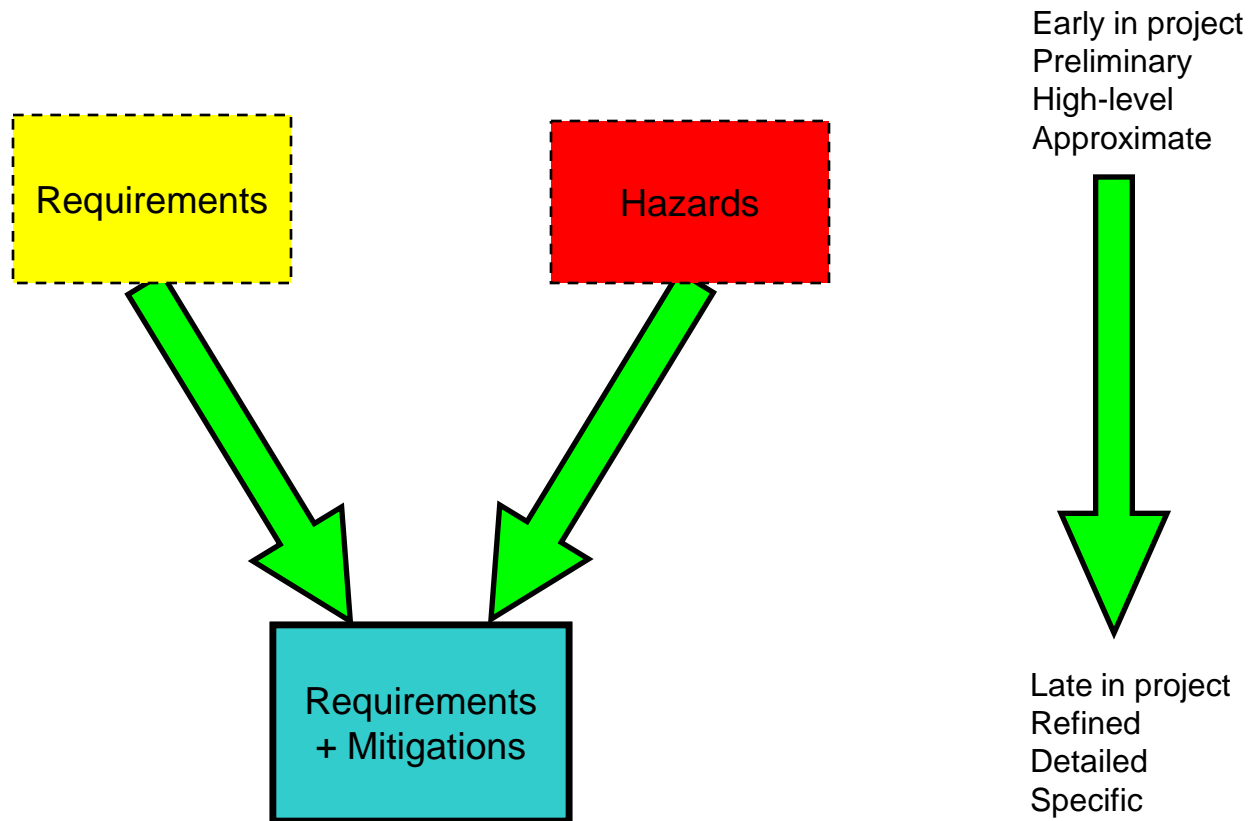 Early in project
Preliminary
High-level
Approximate
Requirements
Hazards
Requirements
+ Mitigations
Late in project
Refined
Detailed
Specific